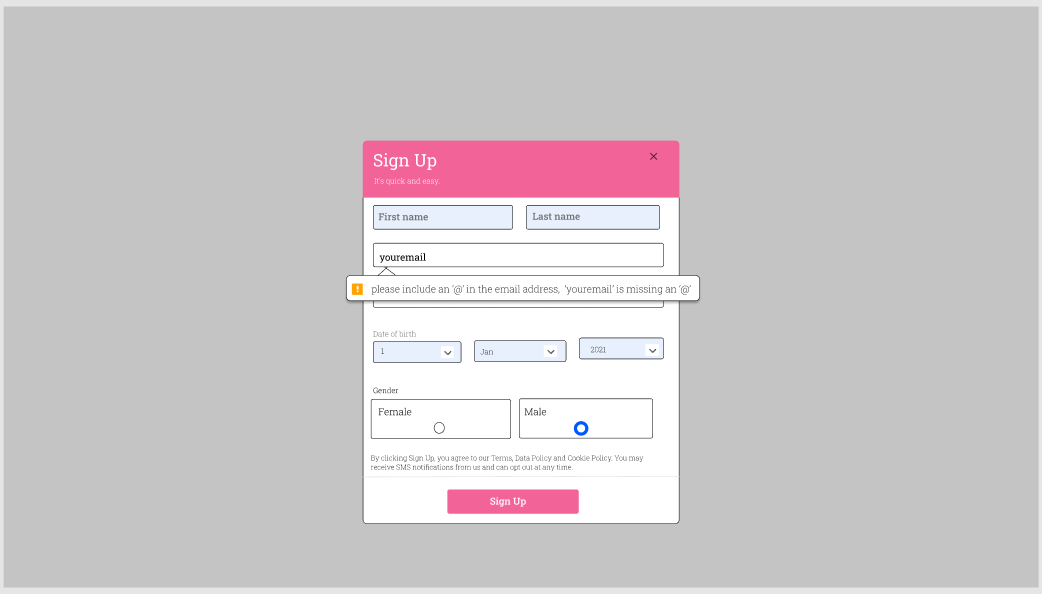 Sign Up
It's quick and easy.
First name
Last name
youremail
please include an '@' in the email address, 'youremail' is missing an '@'
Date of birth
1
Jan
2021
Gender
Female
Male
By clicking Sign Up, you agree to our Terms, Data Policy and Cookie Policy. You may
receive SMS notifications from us and can opt out at any time.
Sign Up